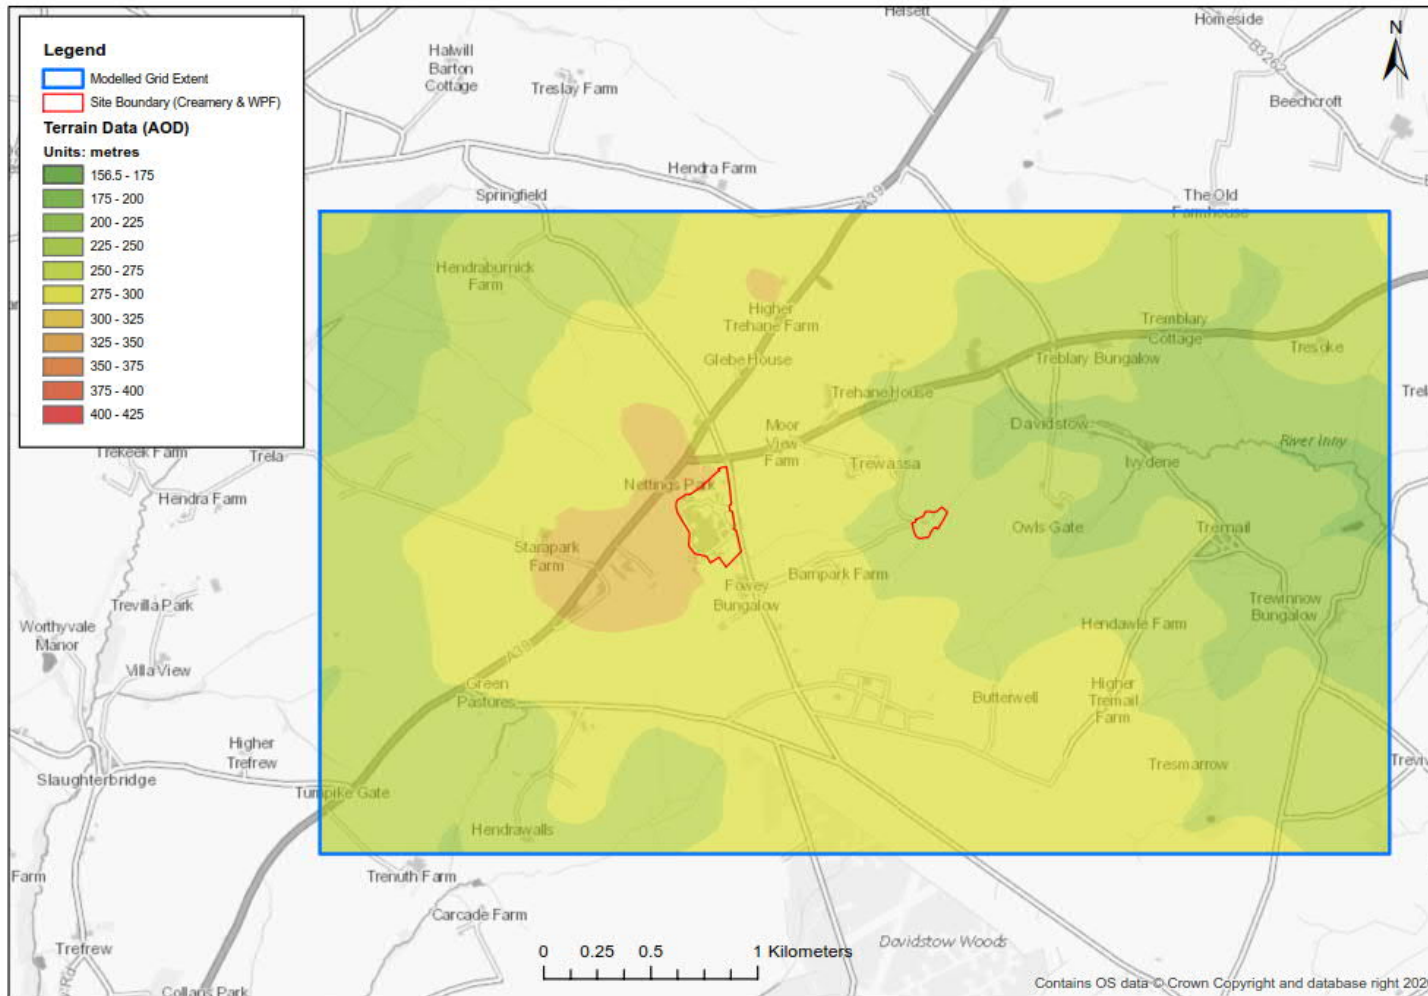 Legend
Modelled Grid Extent
Site Boundary (Creamery & WPF)
Terrain Data (AOD)
Units: metres
156.5 - 175
175 - 200
200 - 225
225 - 250
250 - 275
275 - 300
300 - 325
325 - 350
350 - 375
375 - 400
400 - 425
Helsett
Homeside
N
B3262
Halwill
Barton
Cottage
Treslay Farm
Beechcroft
Hendra Farm
Springfield
A39
The Old
Farmhouse
Hendraburnick
Farm
Higher
Trehane Farm
Tremblary
Cottage
Glebe House
Treblary Bungalow
Tresoke
Trehane House
Moor
View
Farm
Davidstow
River Inny
Trekeek Farm
Trela
Trewassa
Ivydene
Hendra Farm
Nettings Park
Starapark
Farm
Owls Gate
Tremail
Barnpark Farm
Fowey
Bungalow
Trewinnow
Bungalow
Trevilla Park
Worthyvale
Manor
Hendawle Farm
A39
Villa View
Green
Pastures
Butterwell
Higher
Tremail
Farm
Higher
Trefrew
Slaughterbridge
Tresmarrow
Turnpike Gate
Hendrawalls
Farm
Trenuth Farm
Carcade Farm
Trefrew
0 0.25 0.5 1 Kilometers
Davidstow Woods
Collans Park
Contains OS data © Crown Copyright and database right 202